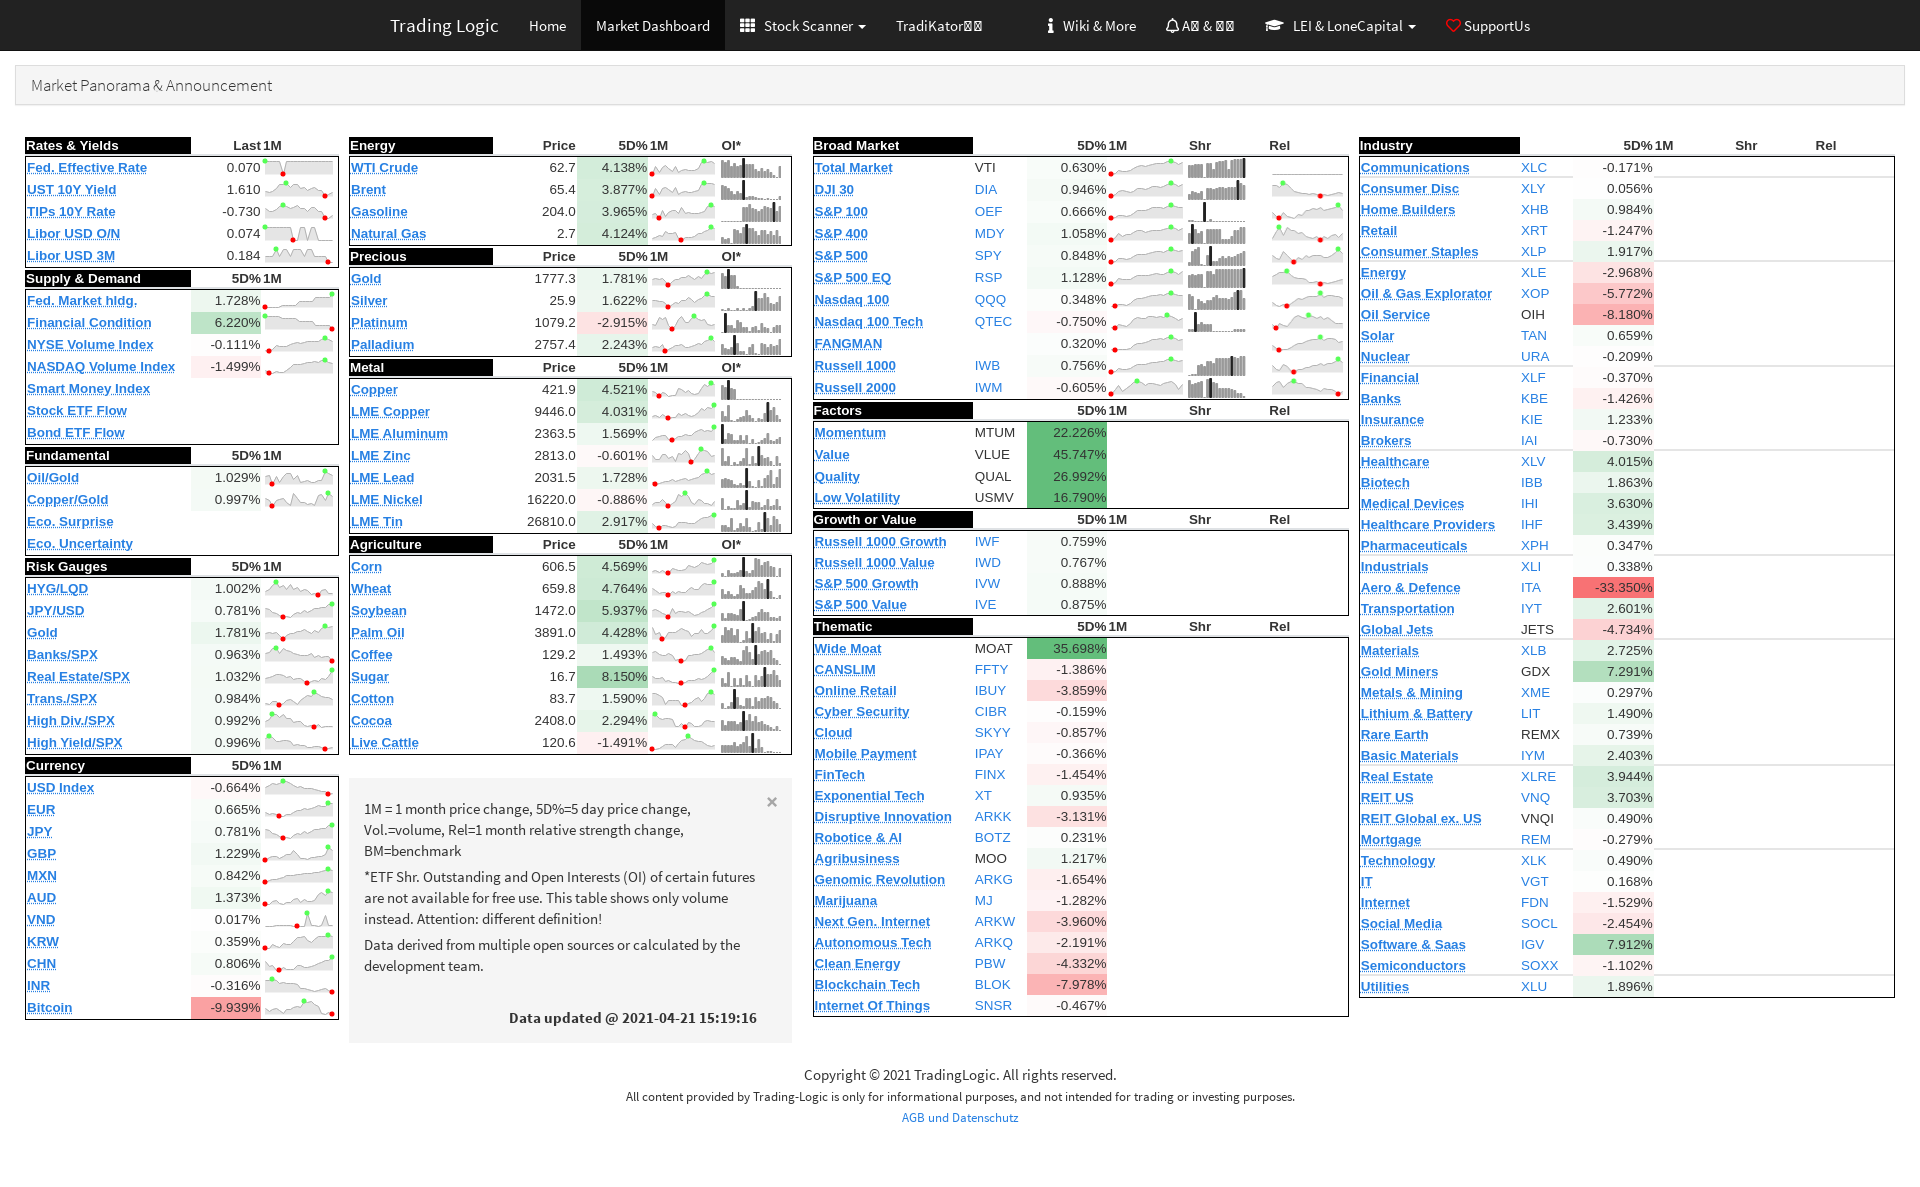 Trading Logic Home Market Dashboard Stock Scanner TradiKator Wiki & More A & LEI & LoneCapital SupportUs
Market Panorama & Announcement
Rates & Yields Last 1M
Fed. Effective Rate 0.070
UST 10Y Yield 1.610
TIPs 10Y Rate -0.730
Libor USD O/N 0.074
Libor USD 3M 0.184
Supply & Demand 5D% 1M
Fed. Market hldg. 1.728%
Financial Condition 6.220%
NYSE Volume Index -0.111%
NASDAQ Volume Index -1.499%
Smart Money Index
Stock ETF Flow
Bond ETF Flow
Fundamental 5D% 1M
Oil/Gold 1.029%
Copper/Gold 0.997%
Eco. Surprise
Eco. Uncertainty
Risk Gauges 5D% 1M
HYG/LQD 1.002%
JPY/USD 0.781%
Gold 1.781%
Banks/SPX 0.963%
Real Estate/SPX 1.032%
Trans./SPX 0.984%
High Div./SPX 0.992%
High Yield/SPX 0.996%
Currency 5D% 1M
USD Index -0.664%
EUR 0.665%
JPY 0.781%
GBP 1.229%
MXN 0.842%
AUD 1.373%
VND 0.017%
KRW 0.359%
CHN 0.806%
INR -0.316%
Bitcoin -9.939%
Energy Price 5D% 1M OI*
WTI Crude 62.7 4.138%
Brent 65.4 3.877%
Gasoline 204.0 3.965%
Natural Gas 2.7 4.124%
Precious Price 5D% 1M OI*
Gold 1777.3 1.781%
Silver 25.9 1.622%
Platinum 1079.2 -2.915%
Palladium 2757.4 2.243%
Metal Price 5D% 1M OI*
Copper 421.9 4.521%
LME Copper 9446.0 4.031%
LME Aluminum 2363.5 1.569%
LME Zinc 2813.0 -0.601%
LME Lead 2031.5 1.728%
LME Nickel 16220.0 -0.886%
LME Tin 26810.0 2.917%
Agriculture Price 5D% 1M OI*
Corn 606.5 4.569%
Wheat 659.8 4.764%
Soybean 1472.0 5.937%
Palm Oil 3891.0 4.428%
Coffee 129.2 1.493%
Sugar 16.7 8.150%
Cotton 83.7 1.590%
Cocoa 2408.0 2.294%
Live Cattle 120.6 -1.491%
×
1M = 1 month price change, 5D%=5 day price change,
Vol.=volume, Rel=1 month relative strength change,
BM=benchmark
*ETF Shr. Outstanding and Open Interests (OI) of certain futures
are not available for free use. This table shows only volume
instead. Attention: different definition!
Data derived from multiple open sources or calculated by the
development team.
Data updated @ 2021-04-21 15:19:16
Broad Market 5D% 1M Shr Rel
Total Market VTI 0.630%
DJI 30 DIA 0.946%
S&P 100 OEF 0.666%
S&P 400 MDY 1.058%
S&P 500 SPY 0.848%
S&P 500 EQ RSP 1.128%
Nasdaq 100 QQQ 0.348%
Nasdaq 100 Tech QTEC -0.750%
FANGMAN 0.320%
Russell 1000 IWB 0.756%
Russell 2000 IWM -0.605%
Factors 5D% 1M Shr Rel
Momentum MTUM 22.226%
Value VLUE 45.747%
Quality QUAL 26.992%
Low Volatility USMV 16.790%
Growth or Value 5D% 1M Shr Rel
Russell 1000 Growth IWF 0.759%
Russell 1000 Value IWD 0.767%
S&P 500 Growth IVW 0.888%
S&P 500 Value IVE 0.875%
Thematic 5D% 1M Shr Rel
Wide Moat MOAT 35.698%
CANSLIM FFTY -1.386%
Online Retail IBUY -3.859%
Cyber Security CIBR -0.159%
Cloud SKYY -0.857%
Mobile Payment IPAY -0.366%
FinTech FINX -1.454%
Exponential Tech XT 0.935%
Disruptive Innovation ARKK -3.131%
Robotice & AI BOTZ 0.231%
Agribusiness MOO 1.217%
Genomic Revolution ARKG -1.654%
Marijuana MJ -1.282%
Next Gen. Internet ARKW -3.960%
Autonomous Tech ARKQ -2.191%
Clean Energy PBW -4.332%
Blockchain Tech BLOK -7.978%
Internet Of Things SNSR -0.467%
Industry 5D% 1M Shr Rel
Communications XLC -0.171%
Consumer Disc XLY 0.056%
Home Builders XHB 0.984%
Retail XRT -1.247%
Consumer Staples XLP 1.917%
Energy XLE -2.968%
Oil & Gas Explorator XOP -5.772%
Oil Service OIH -8.180%
Solar TAN 0.659%
Nuclear URA -0.209%
Financial XLF -0.370%
Banks KBE -1.426%
Insurance KIE 1.233%
Brokers IAI -0.730%
Healthcare XLV 4.015%
Biotech IBB 1.863%
Medical Devices IHI 3.630%
Healthcare Providers IHF 3.439%
Pharmaceuticals XPH 0.347%
Industrials XLI 0.338%
Aero & Defence ITA -33.350%
Transportation IYT 2.601%
Global Jets JETS -4.734%
Materials XLB 2.725%
Gold Miners GDX 7.291%
Metals & Mining XME 0.297%
Lithium & Battery LIT 1.490%
Rare Earth REMX 0.739%
Basic Materials IYM 2.403%
Real Estate XLRE 3.944%
REIT US VNQ 3.703%
REIT Global ex. US VNQI 0.490%
Mortgage REM -0.279%
Technology XLK 0.490%
IT VGT 0.168%
Internet FDN -1.529%
Social Media SOCL -2.454%
Software & Saas IGV 7.912%
Semiconductors SOXX -1.102%
Utilities XLU 1.896%
Copyright © 2021 TradingLogic. All rights reserved.
All content provided by Trading-Logic is only for informational purposes, and not intended for trading or investing purposes.
AGB und Datenschutz